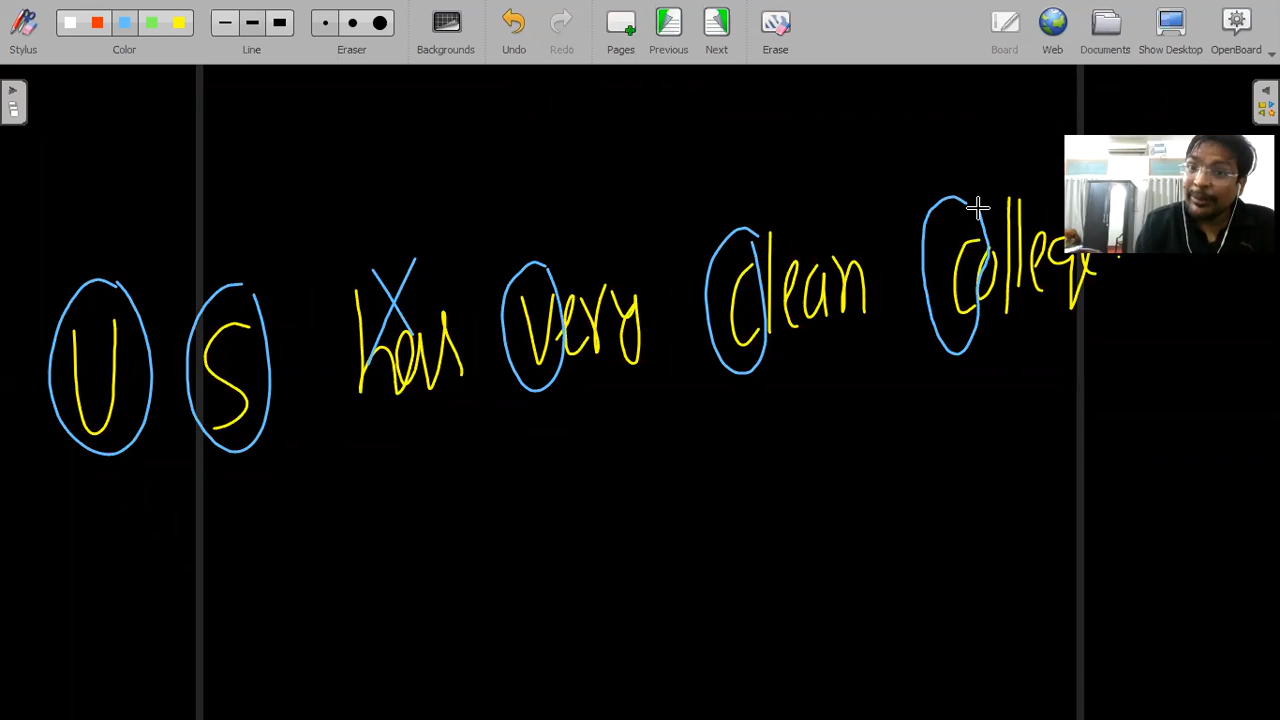 Stylus
Color
Line
Eraser
Backgrounds
Undo
Redo
Pages
Previous
Next
Erase
Board
Web
Documents
Show Desktop
OpenBoard
U S has very clean